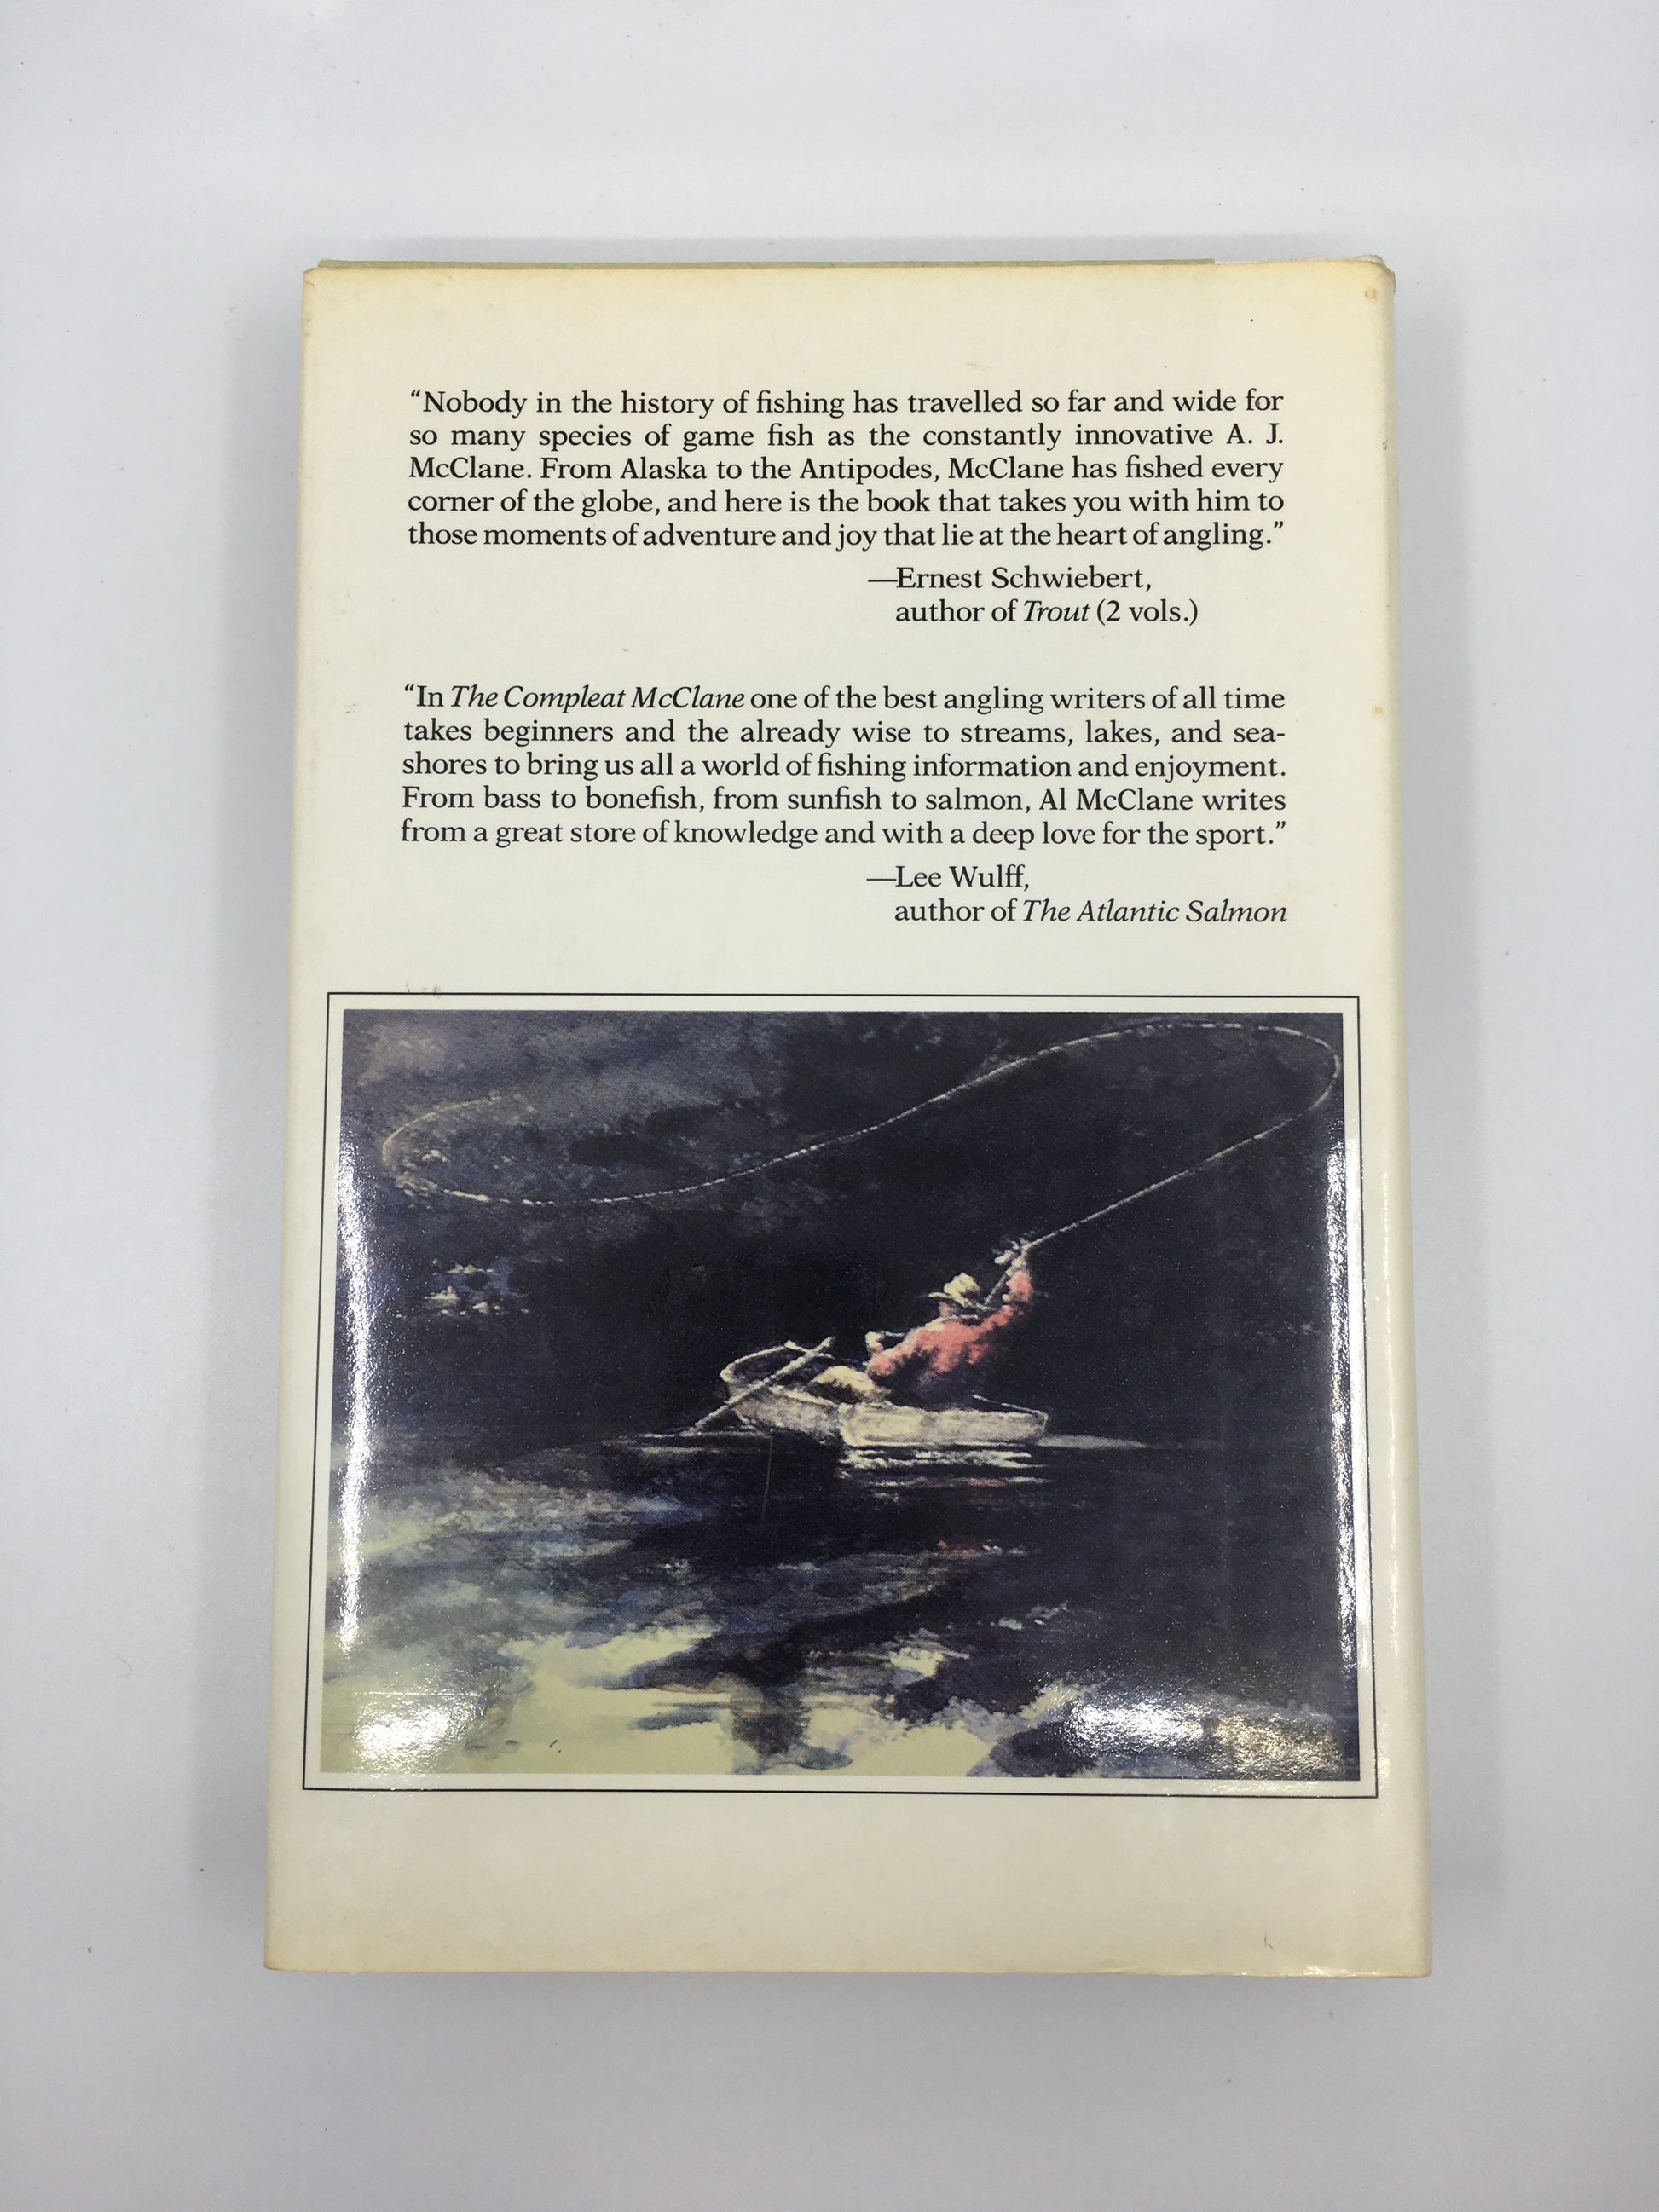 “Nobody in the history of fishing has travelled so far and wide for
so many species of game fish as the constantly innovative A. J.
McClane. From Alaska to the Antipodes, McClane has fished every
corner of the globe, and here is the book that takes you with him to
those moments of adventure and joy that lie at the heart of angling.”
—Ernest Schwiebert,
author of Trout (2 vols.)
“In The Compleat McClane one of the best angling writers of all time
takes beginners and the already wise to streams, lakes, and sea-
shores to bring us all a world of fishing information and enjoyment.
From bass to bonefish, from sunfish to salmon, Al McClane writes
from a great store of knowledge and with a deep love for the sport.”
—Lee Wulff,
author of The Atlantic Salmon